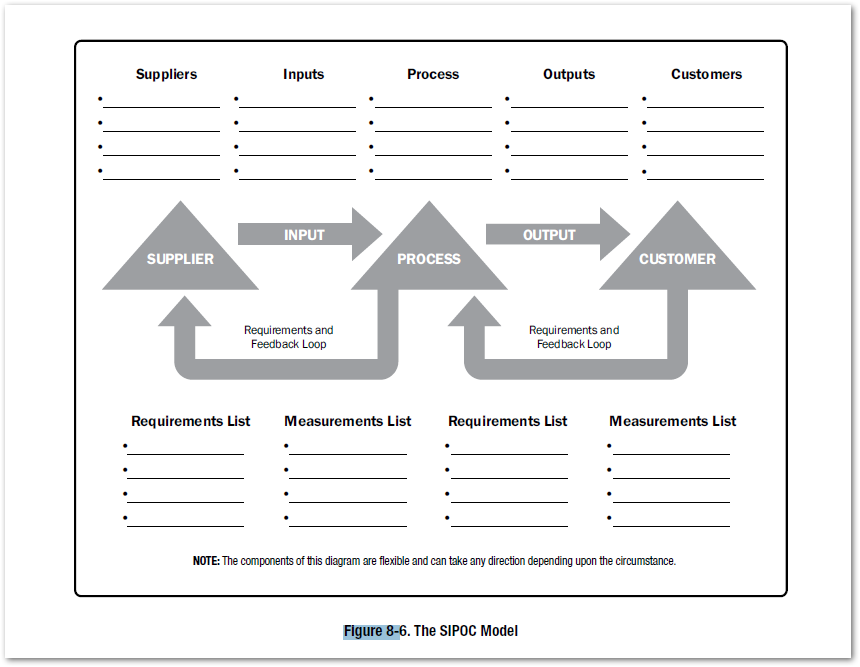 Suppliers Inputs Process Outputs Customers
INPUT OUTPUT
SUPPLIER PROCESS CUSTOMER
Requirements and
Feedback Loop
Requirements and
Feedback Loop
Requirements List Measurements List Requirements List Measurements List
NOTE: The components of this diagram are flexible and can take any direction depending upon the circumstance.
Figure 8-6. The SIPOC Model